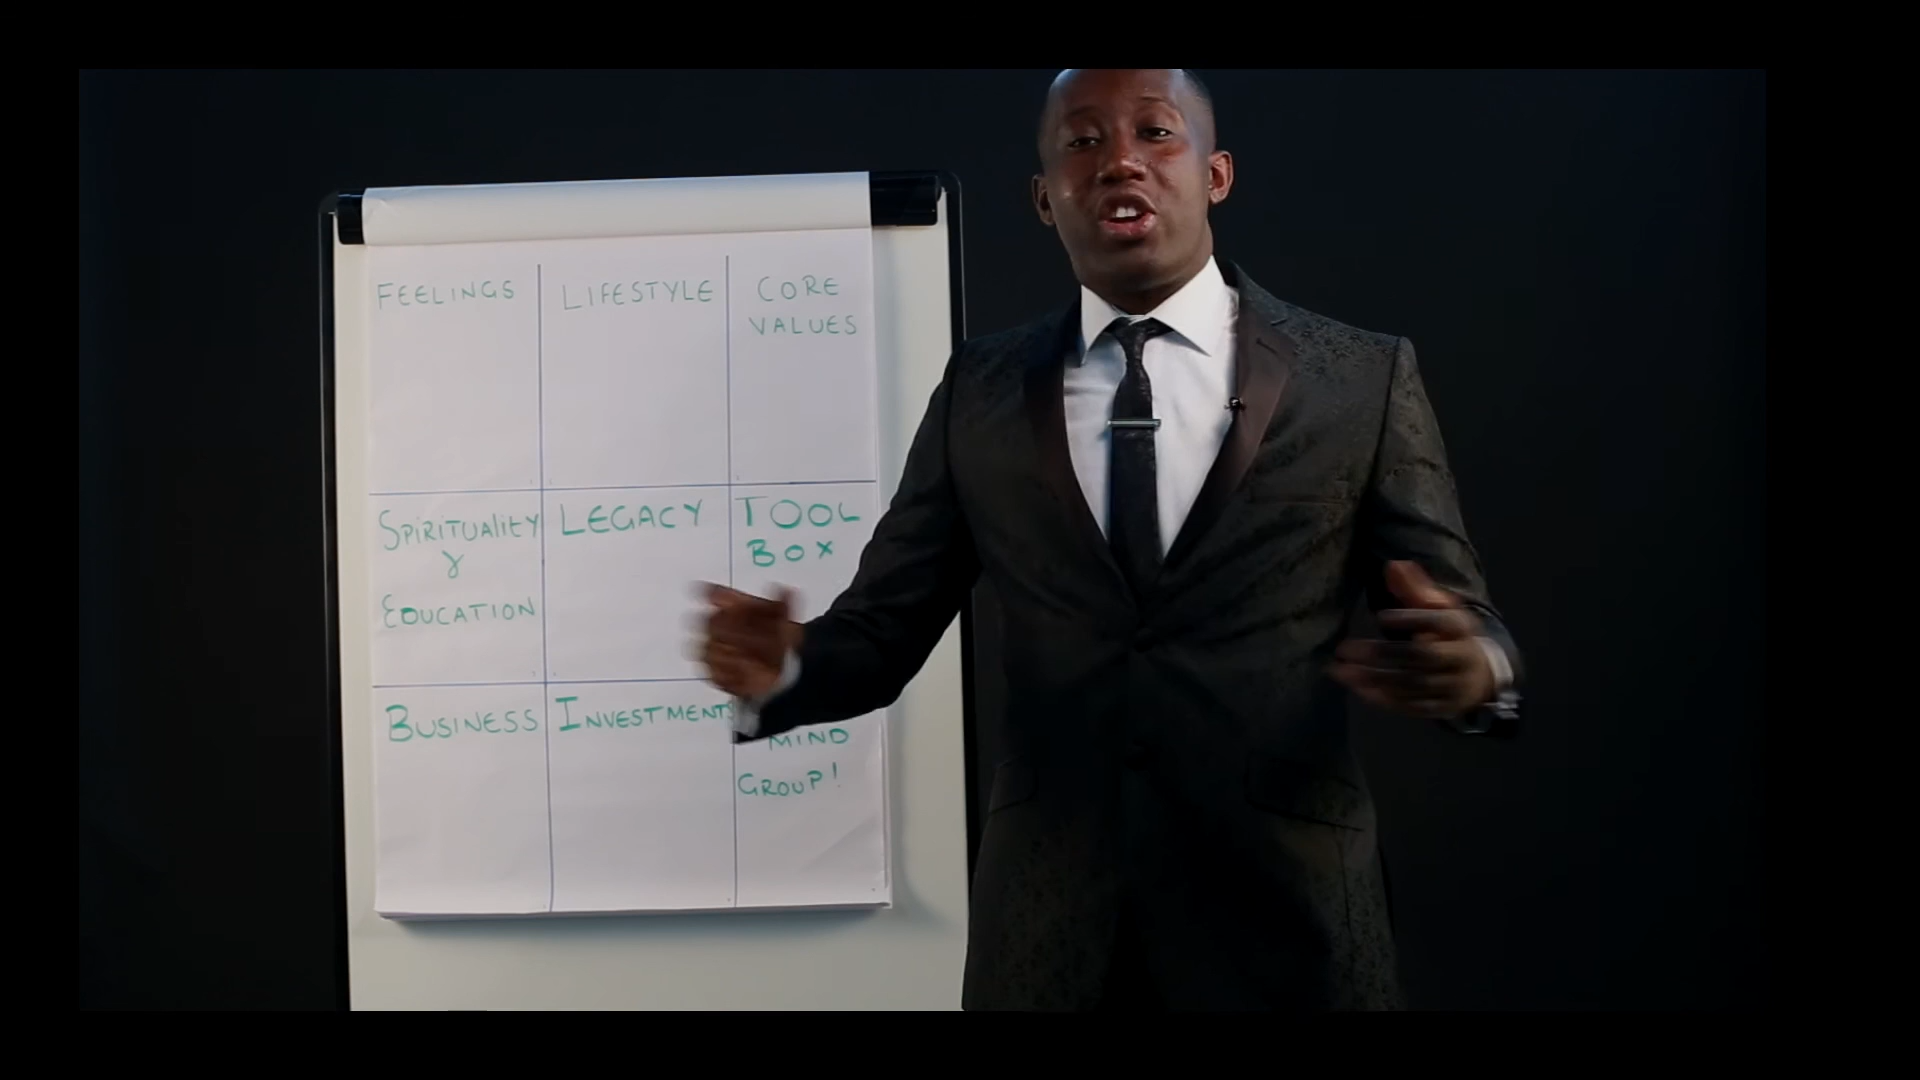 FEELINGS
LIFESTYLE
CORE
VALUES
SPIRITUALITY
&
EDUCATION
LEGACY
TOOL
BOX
BUSINESS
INVESTMENTS
MIND
GROUP!